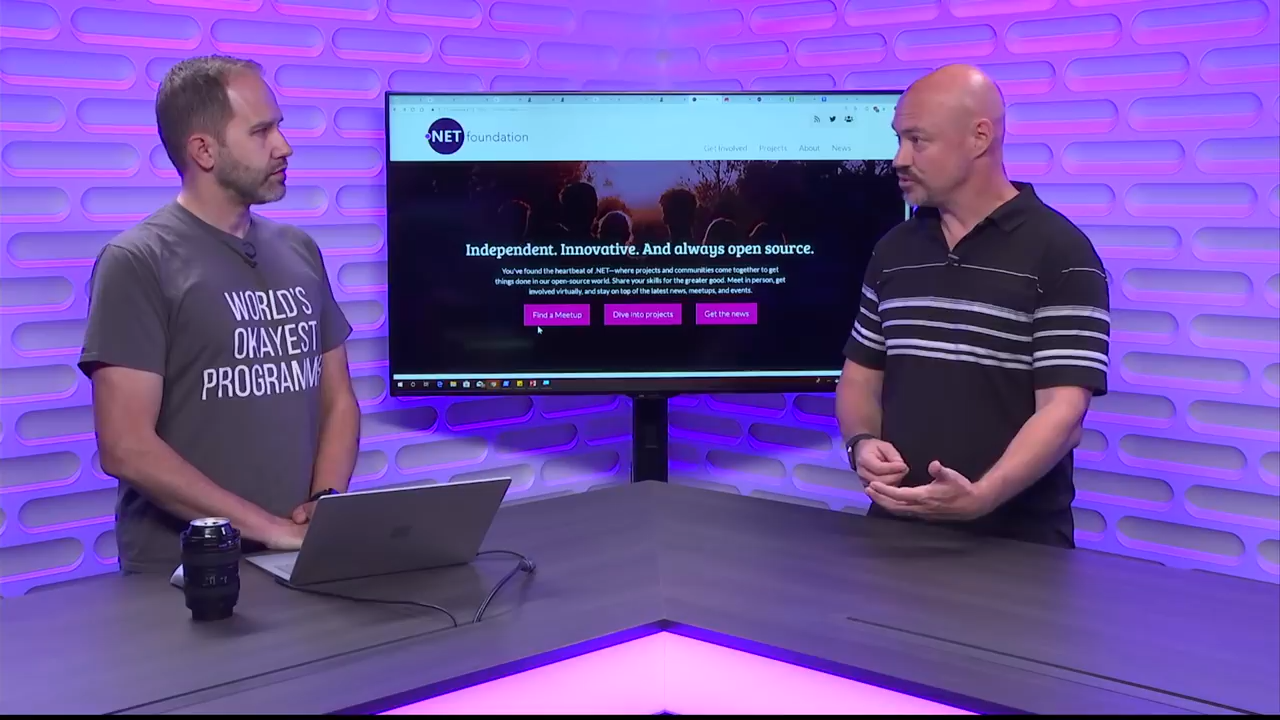 .NET foundation
Get Involved Projects About News
Independent. Innovative. And always open source.
You've found the heartbeat of .NET—where projects and communities come together to get
things done in our open-source world. Share your skills for the greater good. Meet in person, get
involved virtually, and stay on top of the latest news, meetups, and events.
Find a Meetup Dive into projects Get the news
WORLD'S
OKAYEST
PROGRAMM